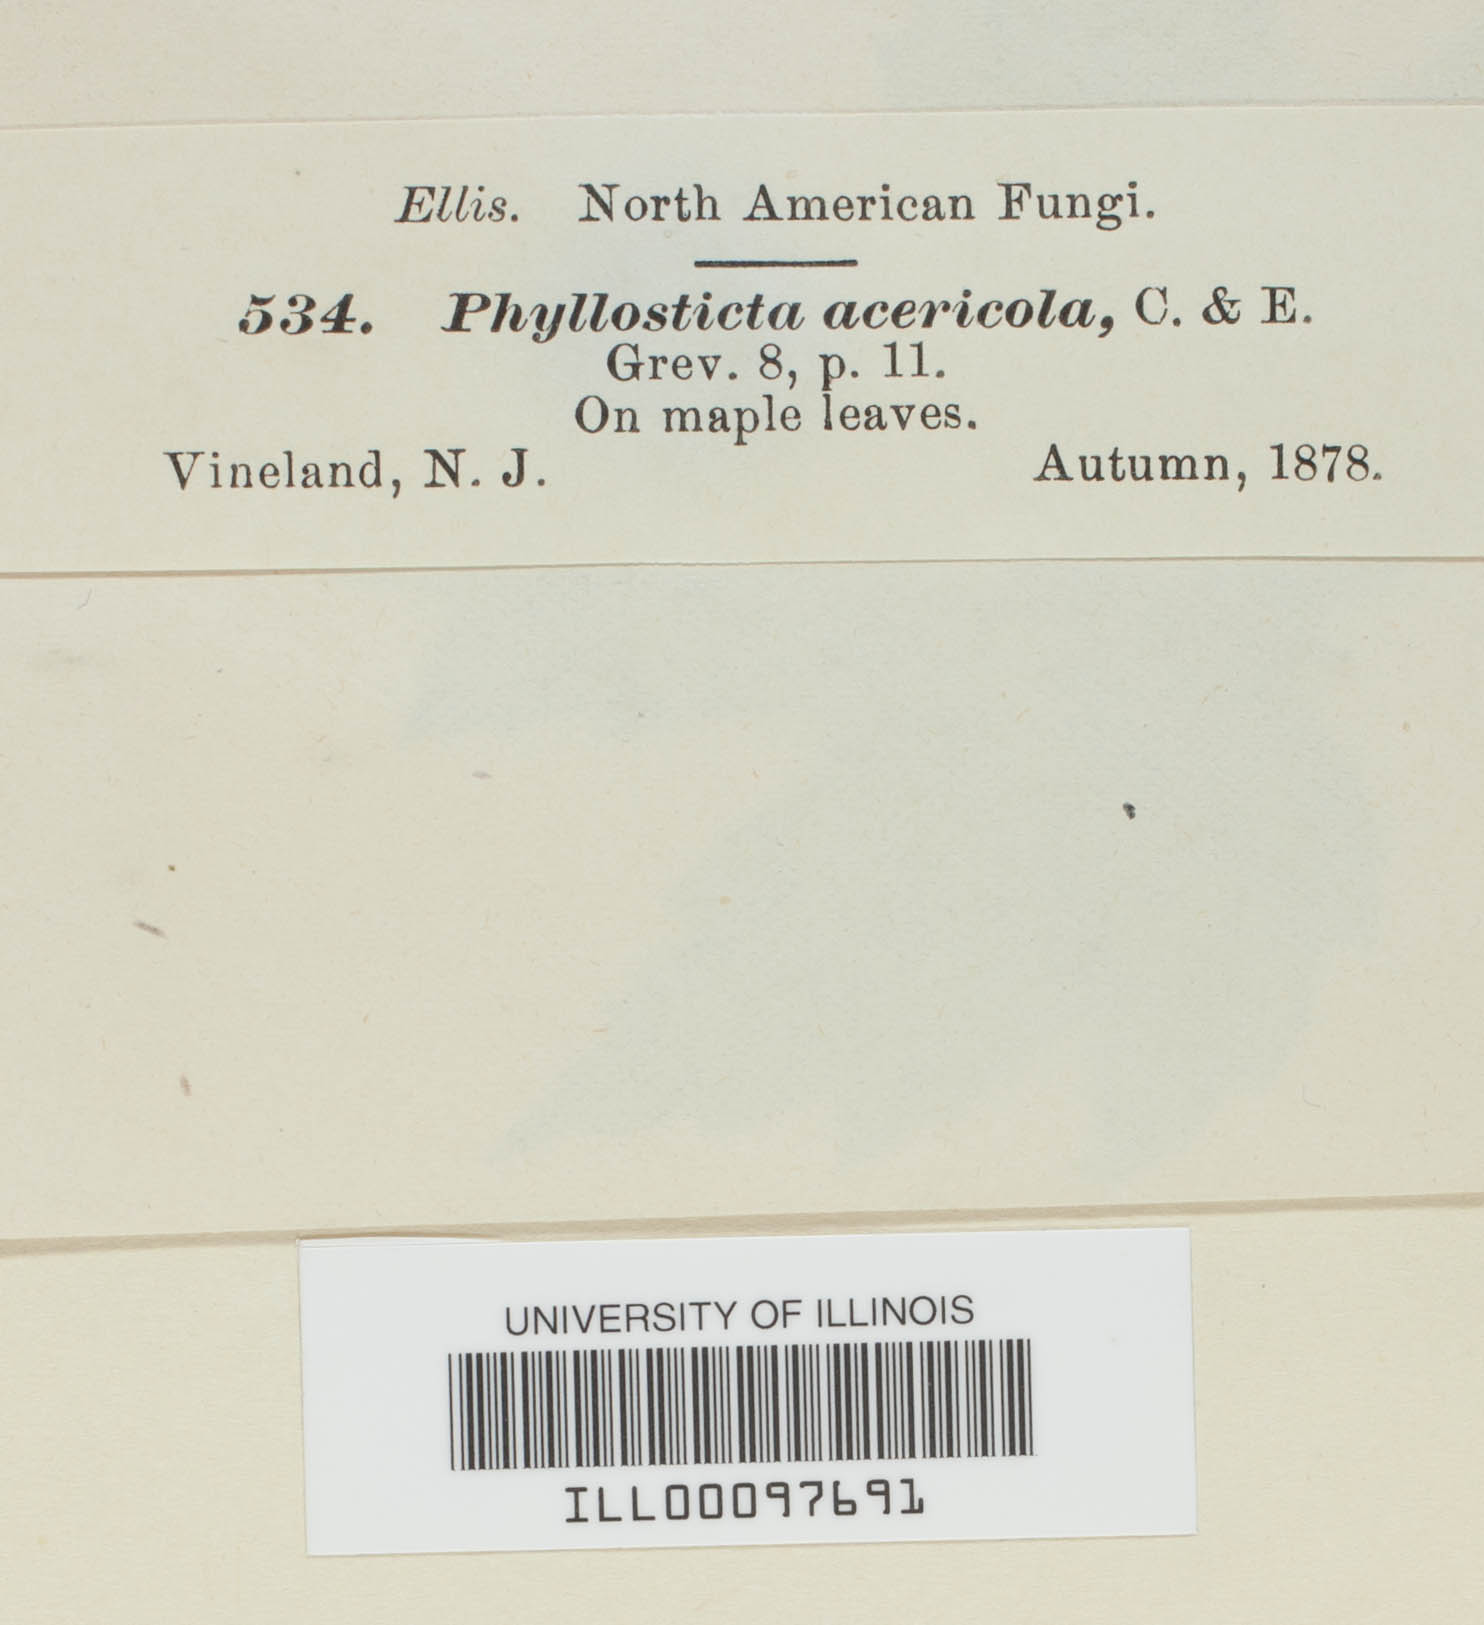 Ellis. North American Fungi.
534. Phyllosticta acericola, C. & E.
Grev. 8, p. 11.
On maple leaves.
Vineland, N. J. Autumn, 1878.
UNIVERSITY OF ILLINOIS
ILL00097691